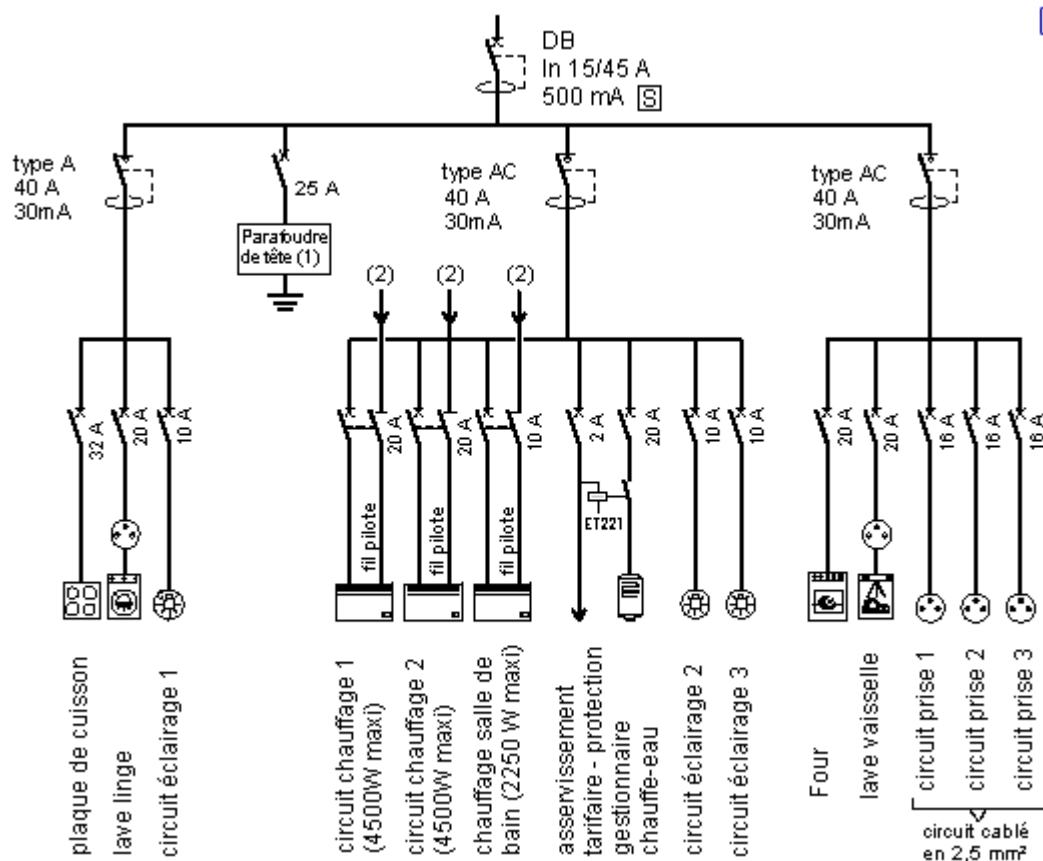 DB
In 15/45 A
500 mA S
type A
40 A
30mA
25 A
Parafoudre
de tête (1)
type AC
40 A
30mA
type AC
40 A
30mA
(2)
(2)
(2)
32 A
20 A
10 A
20 A
20 A
10 A
2 A
20 A
10 A
10 A
20 A
20 A
16 A
16 A
16 A
fil pilote
fil pilote
fil pilote
ET221
plaque de cuisson
lave linge
circuit éclairage 1
circuit chauffage 1
(4500W maxi)
circuit chauffage 2
(4500W maxi)
chauffage salle de
bain (2250 W maxi)
asservissement
tarifaire - protection
gestionnaire
chauffe-eau
circuit éclairage 2
circuit éclairage 3
Four
lave vaisselle
circuit prise 1
circuit prise 2
circuit prise 3
circuit cablé
en 2,5 mm²